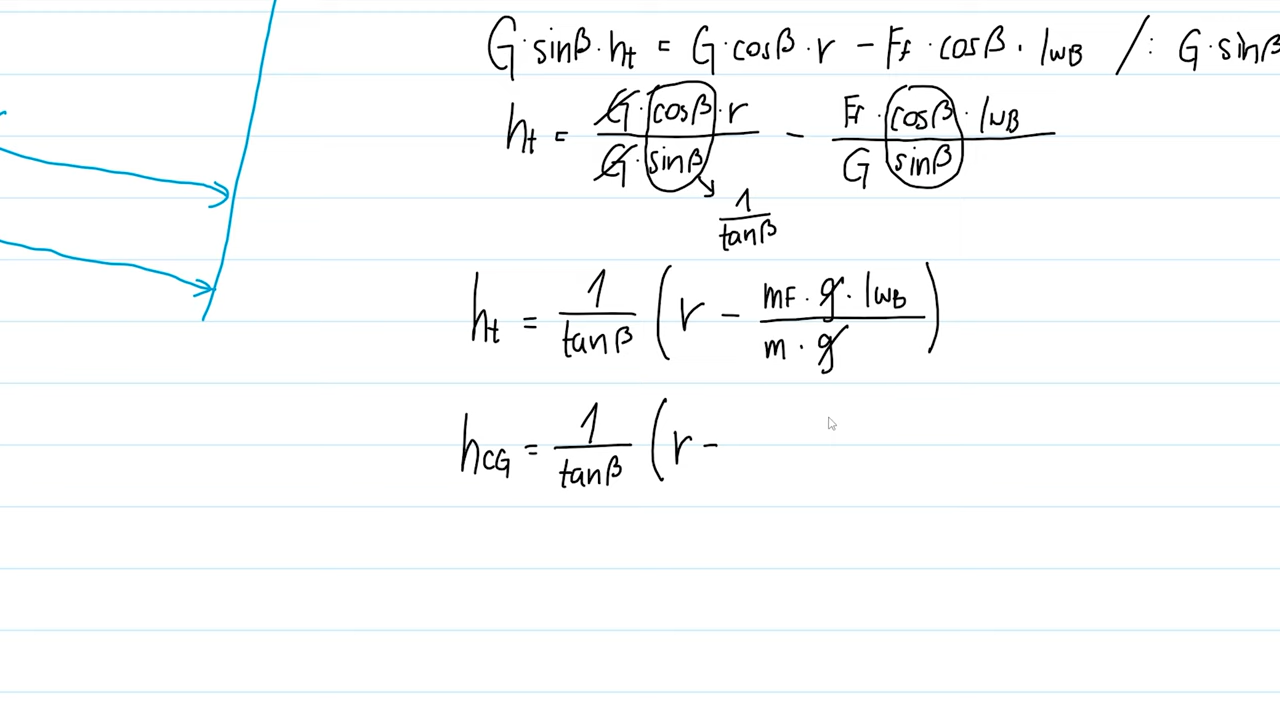 G·sinβ·ht = G·cosβ·r − Ff·cosβ·lWB /: G·sinβ
ht = G·cosβ·r / G·sinβ − Ff·cosβ·lWB / G sinβ
1 / tanβ
ht = 1 / tanβ (r − mF·g·lWB / m·g)
hCG = 1 / tanβ (r −